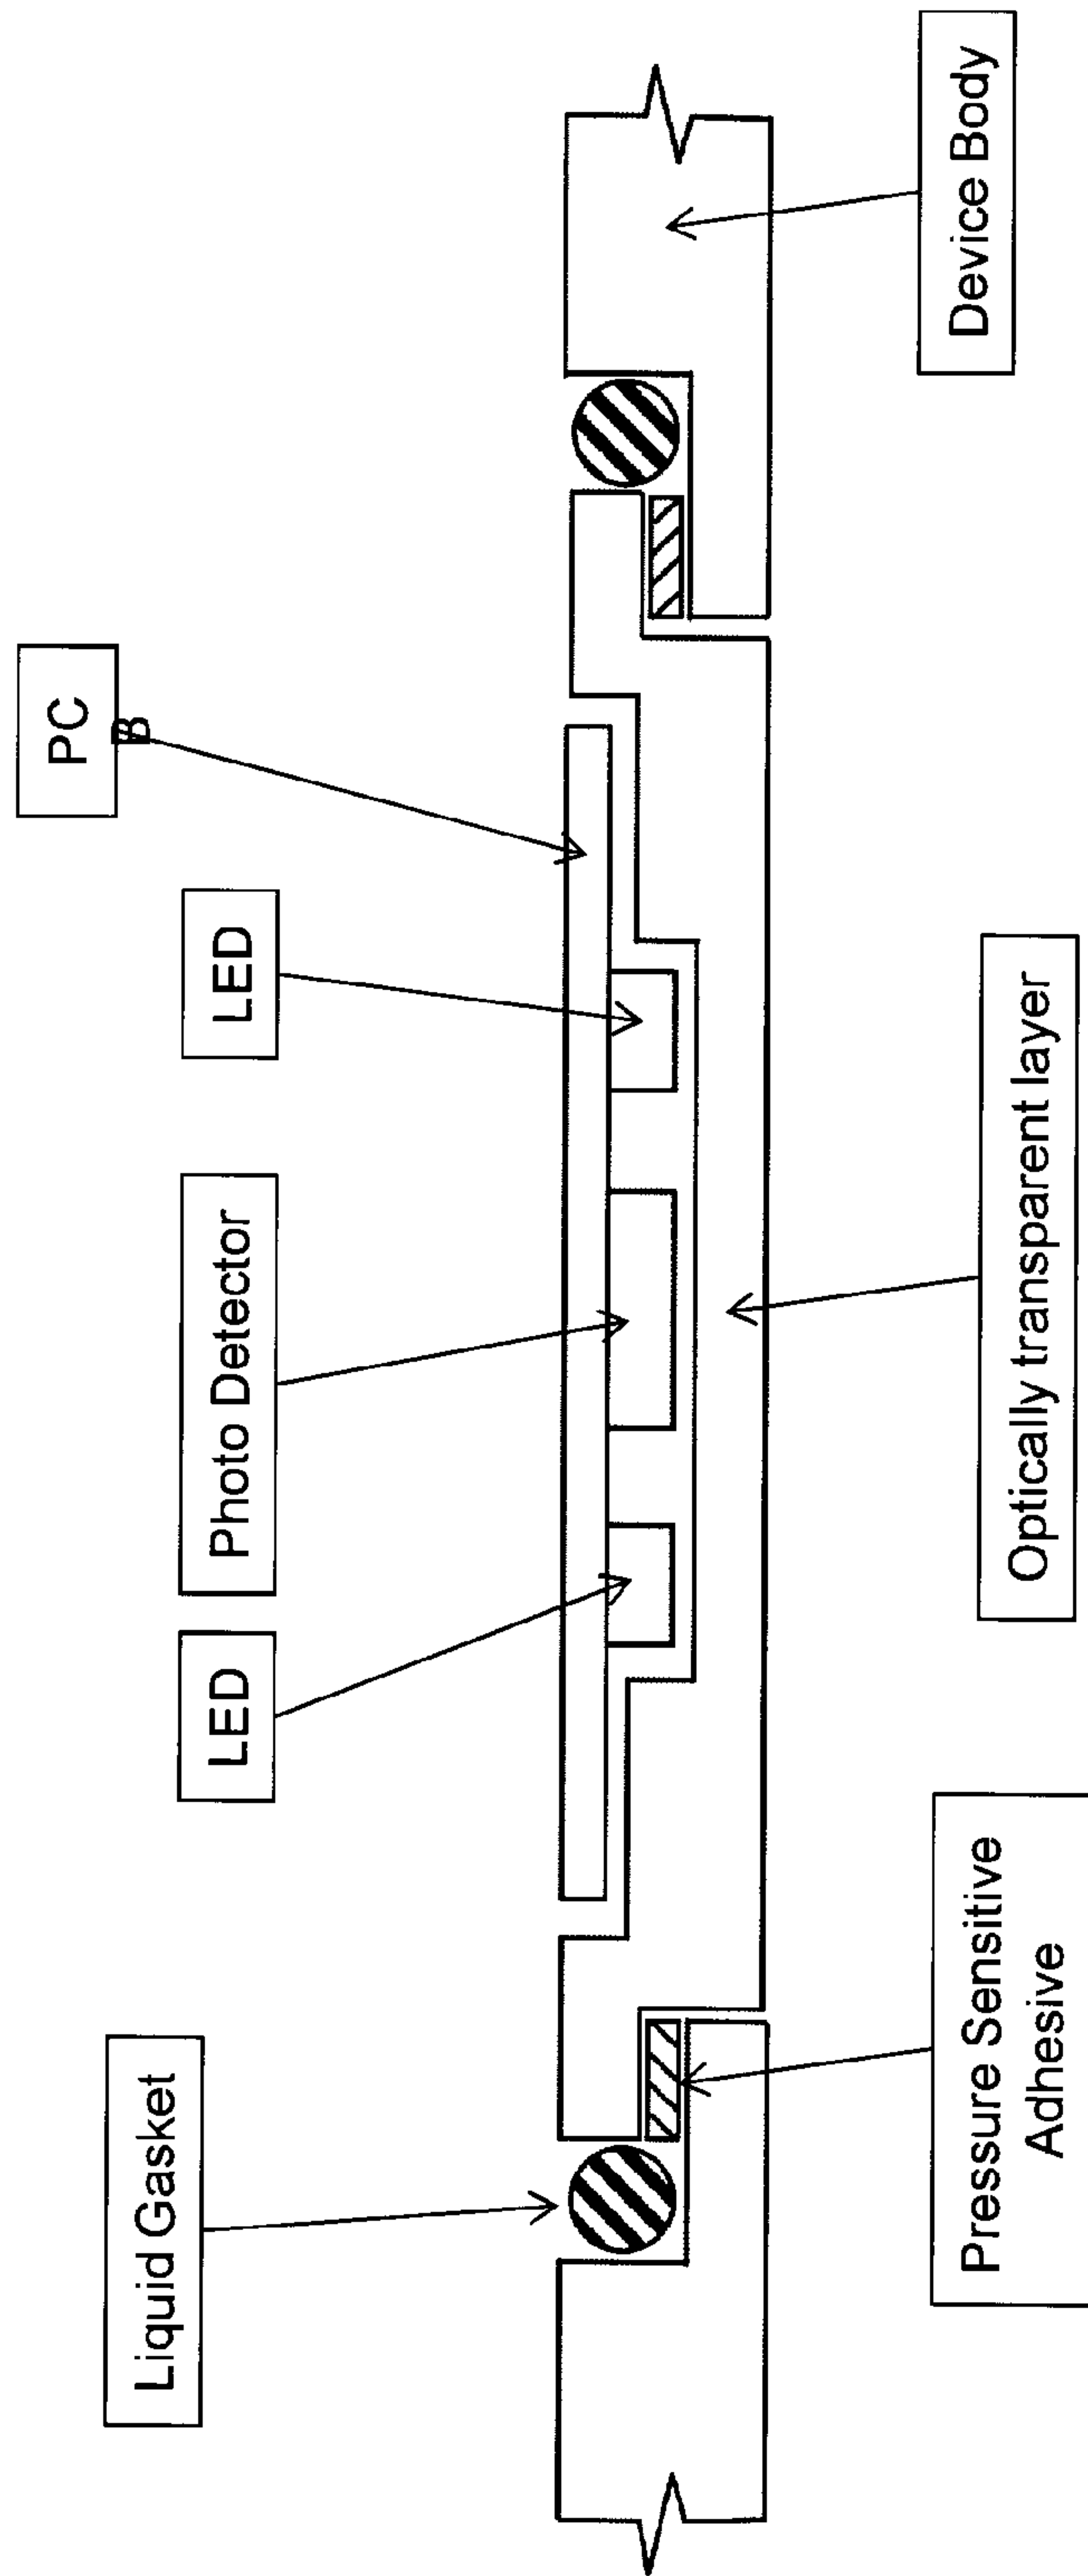 Liquid Gasket
LED
Photo Detector
LED
PC
B
Pressure Sensitive
Adhesive
Optically transparent layer
Device Body